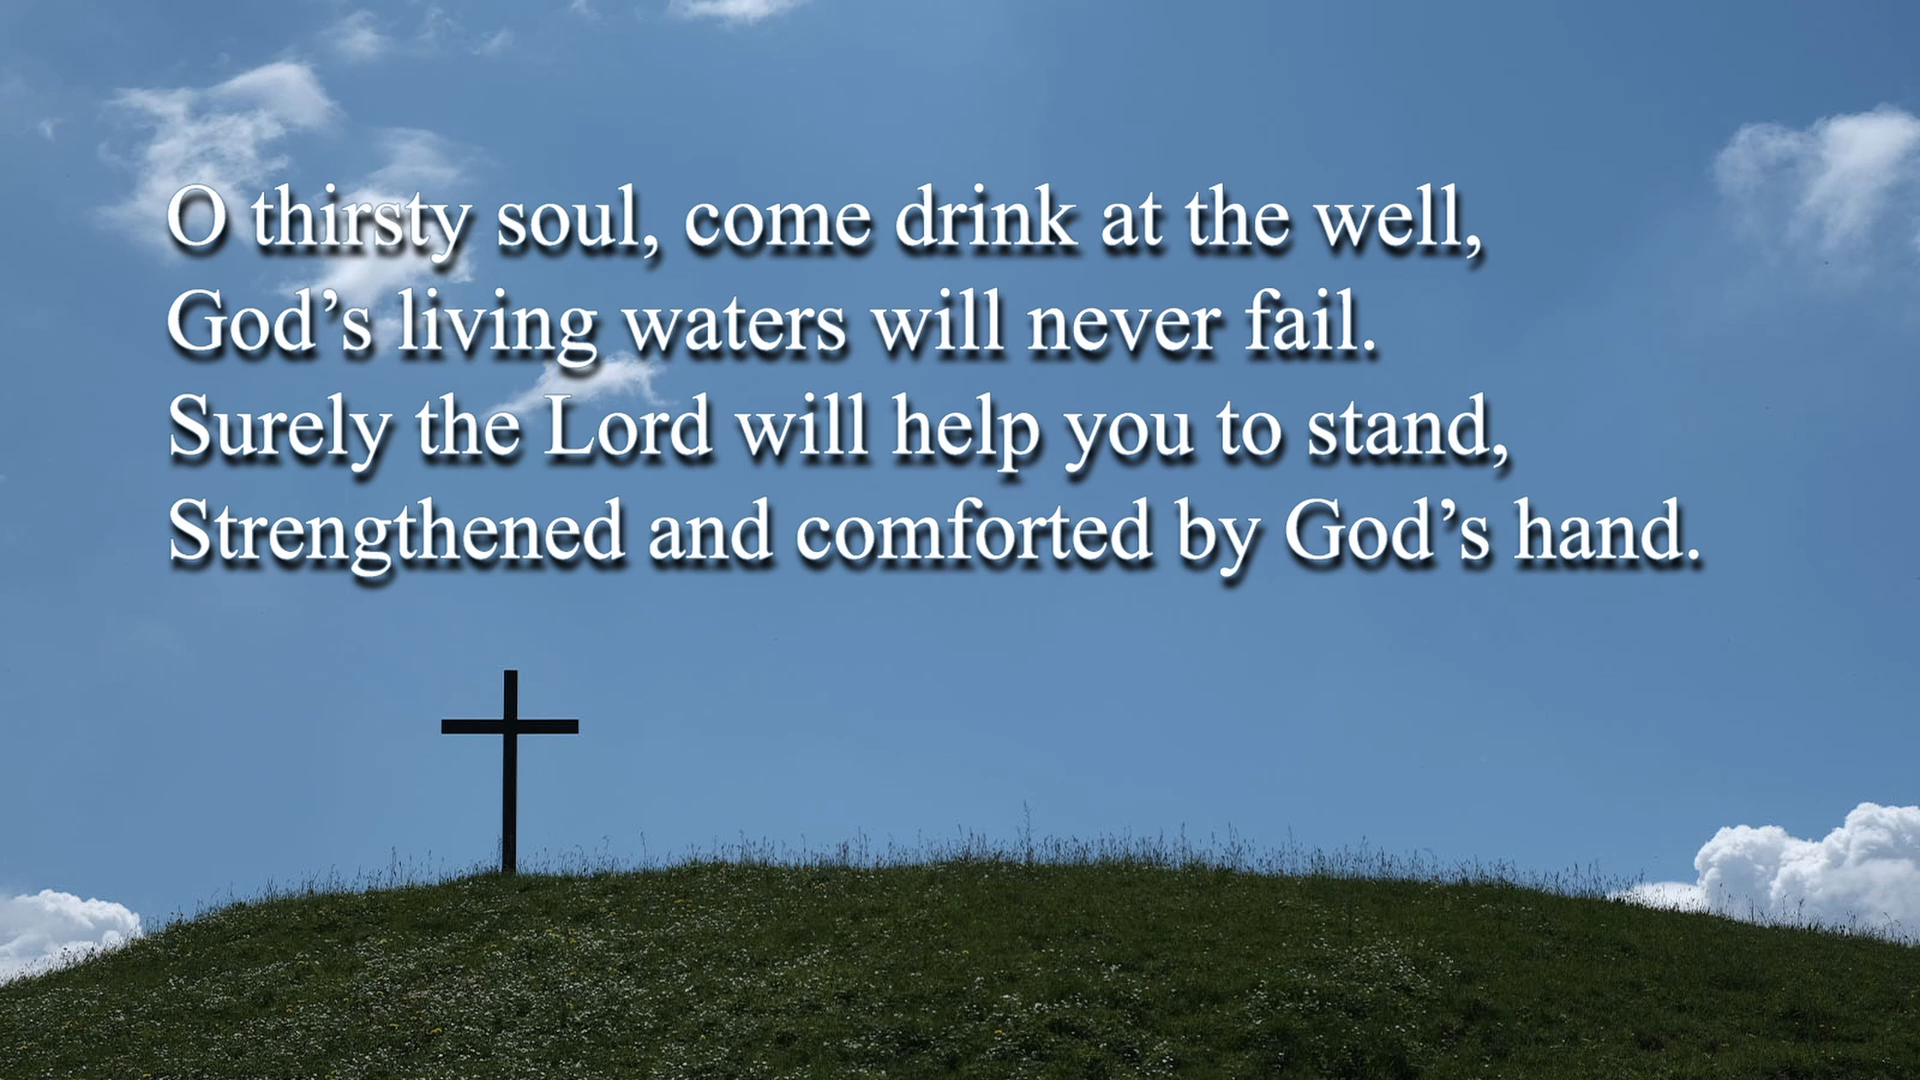 O thirsty soul, come drink at the well,
God’s living waters will never fail.
Surely the Lord will help you to stand,
Strengthened and comforted by God’s hand.